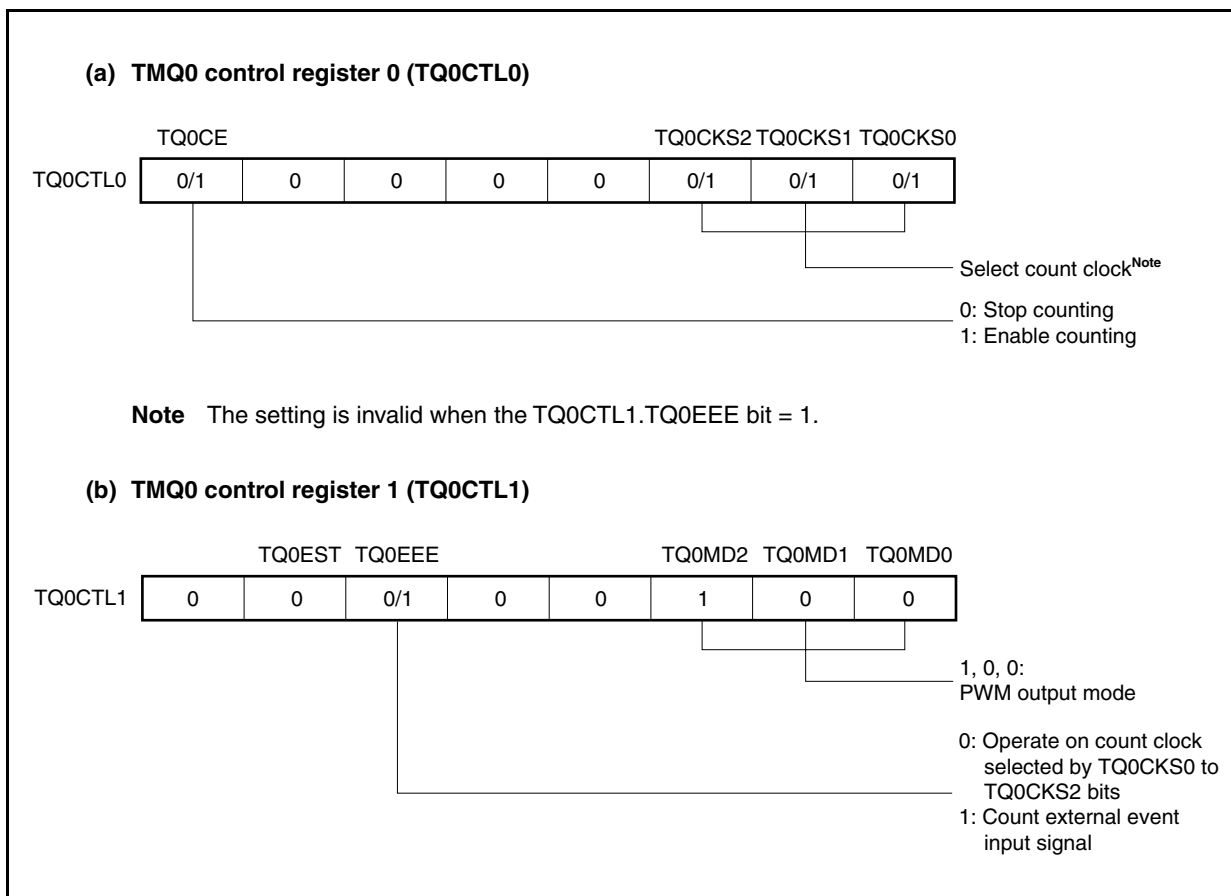 (a) TMQ0 control register 0 (TQ0CTL0)
TQ0CE TQ0CKS2 TQ0CKS1 TQ0CKS0
TQ0CTL0 0/1 0 0 0 0 0/1 0/1 0/1
Select count clockNote
0: Stop counting
1: Enable counting
Note The setting is invalid when the TQ0CTL1.TQ0EEE bit = 1.
(b) TMQ0 control register 1 (TQ0CTL1)
TQ0EST TQ0EEE TQ0MD2 TQ0MD1 TQ0MD0
TQ0CTL1 0 0 0/1 0 0 1 0 0
1, 0, 0:
PWM output mode
0: Operate on count clock
selected by TQ0CKS0 to
TQ0CKS2 bits
1: Count external event
input signal